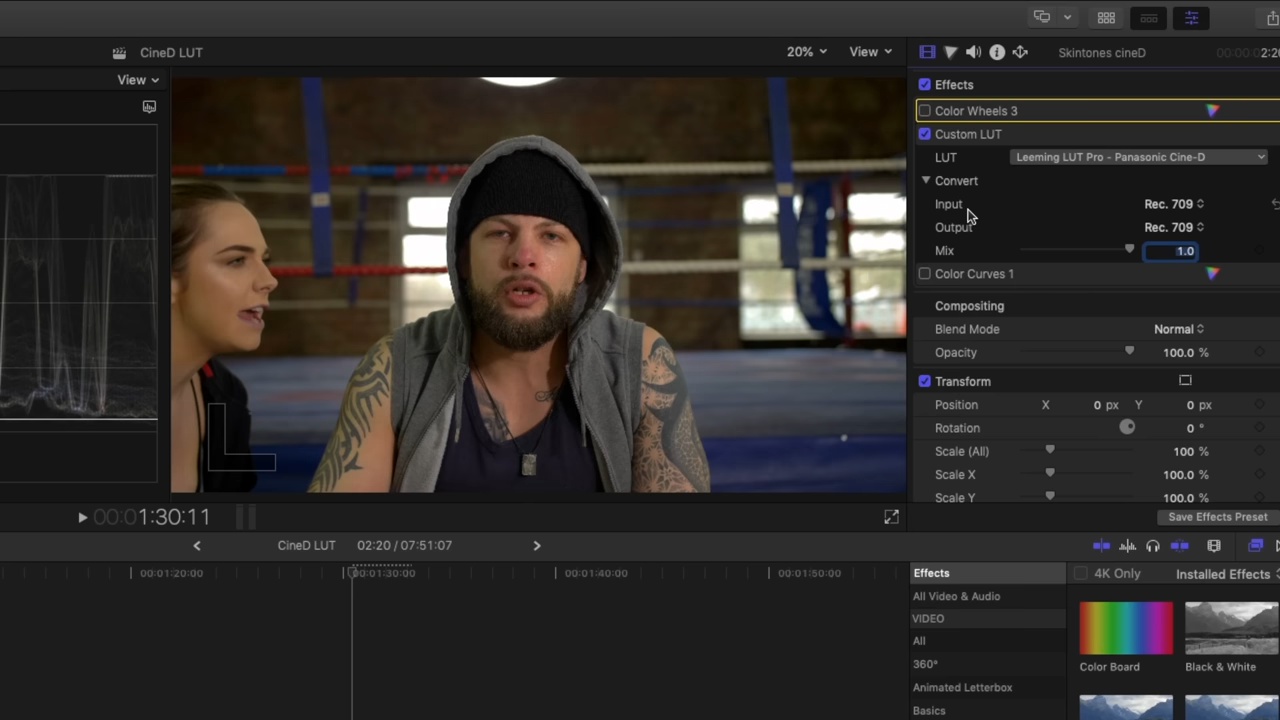 CineD LUT
20%
View
Skintones cineD
View
Effects
Color Wheels 3
Custom LUT
LUT
Leeming LUT Pro - Panasonic Cine-D
Convert
Input
Rec. 709
Output
Rec. 709
Mix
1.0
Color Curves 1
Compositing
Blend Mode
Normal
Opacity
100.0 %
Transform
Position
X
0 px
Y
0 px
Rotation
0 °
Scale (All)
100 %
Scale X
100.0 %
Scale Y
100.0 %
00:01:30:11
Save Effects Preset
CineD LUT
02:20 / 07:51:07
00:01:20:00
00:01:30:00
00:01:40:00
00:01:50:00
Effects
4K Only
Installed Effects
All Video & Audio
VIDEO
All
360°
Animated Letterbox
Basics
Color Board
Black & White